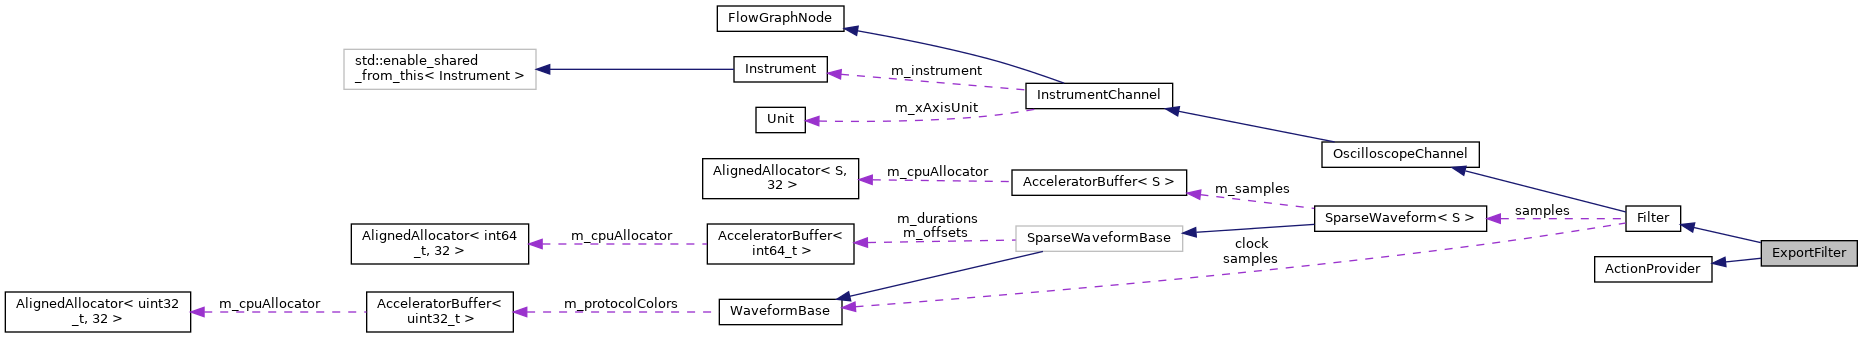 FlowGraphNode
std::enable_shared
_from_this< Instrument >
Instrument
m_instrument
InstrumentChannel
m_xAxisUnit
Unit
OscilloscopeChannel
AlignedAllocator< S,
32 >
m_cpuAllocator
AcceleratorBuffer< S >
m_samples
SparseWaveform< S >
samples
Filter
AlignedAllocator< int64
_t, 32 >
m_cpuAllocator
AcceleratorBuffer<
int64_t >
m_durations
m_offsets
SparseWaveformBase
clock
samples
ExportFilter
ActionProvider
AlignedAllocator< uint32
_t, 32 >
m_cpuAllocator
AcceleratorBuffer<
uint32_t >
m_protocolColors
WaveformBase